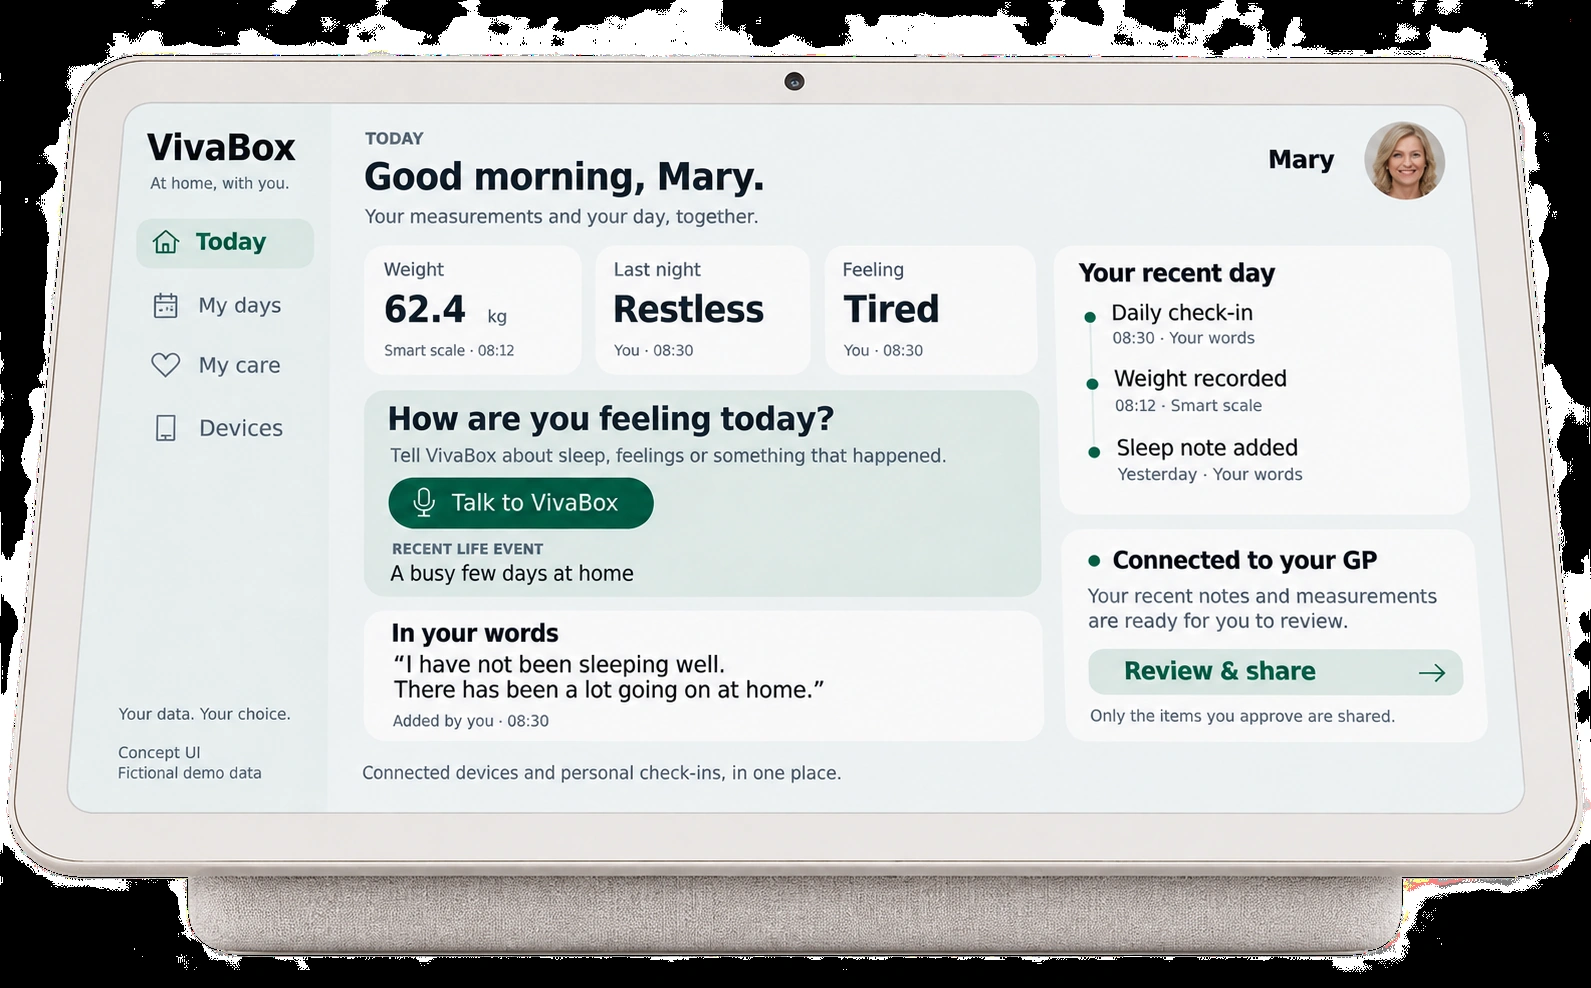 VivaBox
At home, with you.
Today
My days
My care
Devices
Your data. Your choice.
Concept UI
Fictional demo data
TODAY
Good morning, Mary.
Your measurements and your day, together.
Mary
Weight
62.4 kg
Smart scale · 08:12
Last night
Restless
You · 08:30
Feeling
Tired
You · 08:30
How are you feeling today?
Tell VivaBox about sleep, feelings or something that happened.
Talk to VivaBox
RECENT LIFE EVENT
A busy few days at home
In your words
“I have not been sleeping well.
There has been a lot going on at home.”
Added by you · 08:30
Connected devices and personal check-ins, in one place.
Your recent day
Daily check-in
08:30 · Your words
Weight recorded
08:12 · Smart scale
Sleep note added
Yesterday · Your words
Connected to your GP
Your recent notes and measurements
are ready for you to review.
Review & share →
Only the items you approve are shared.